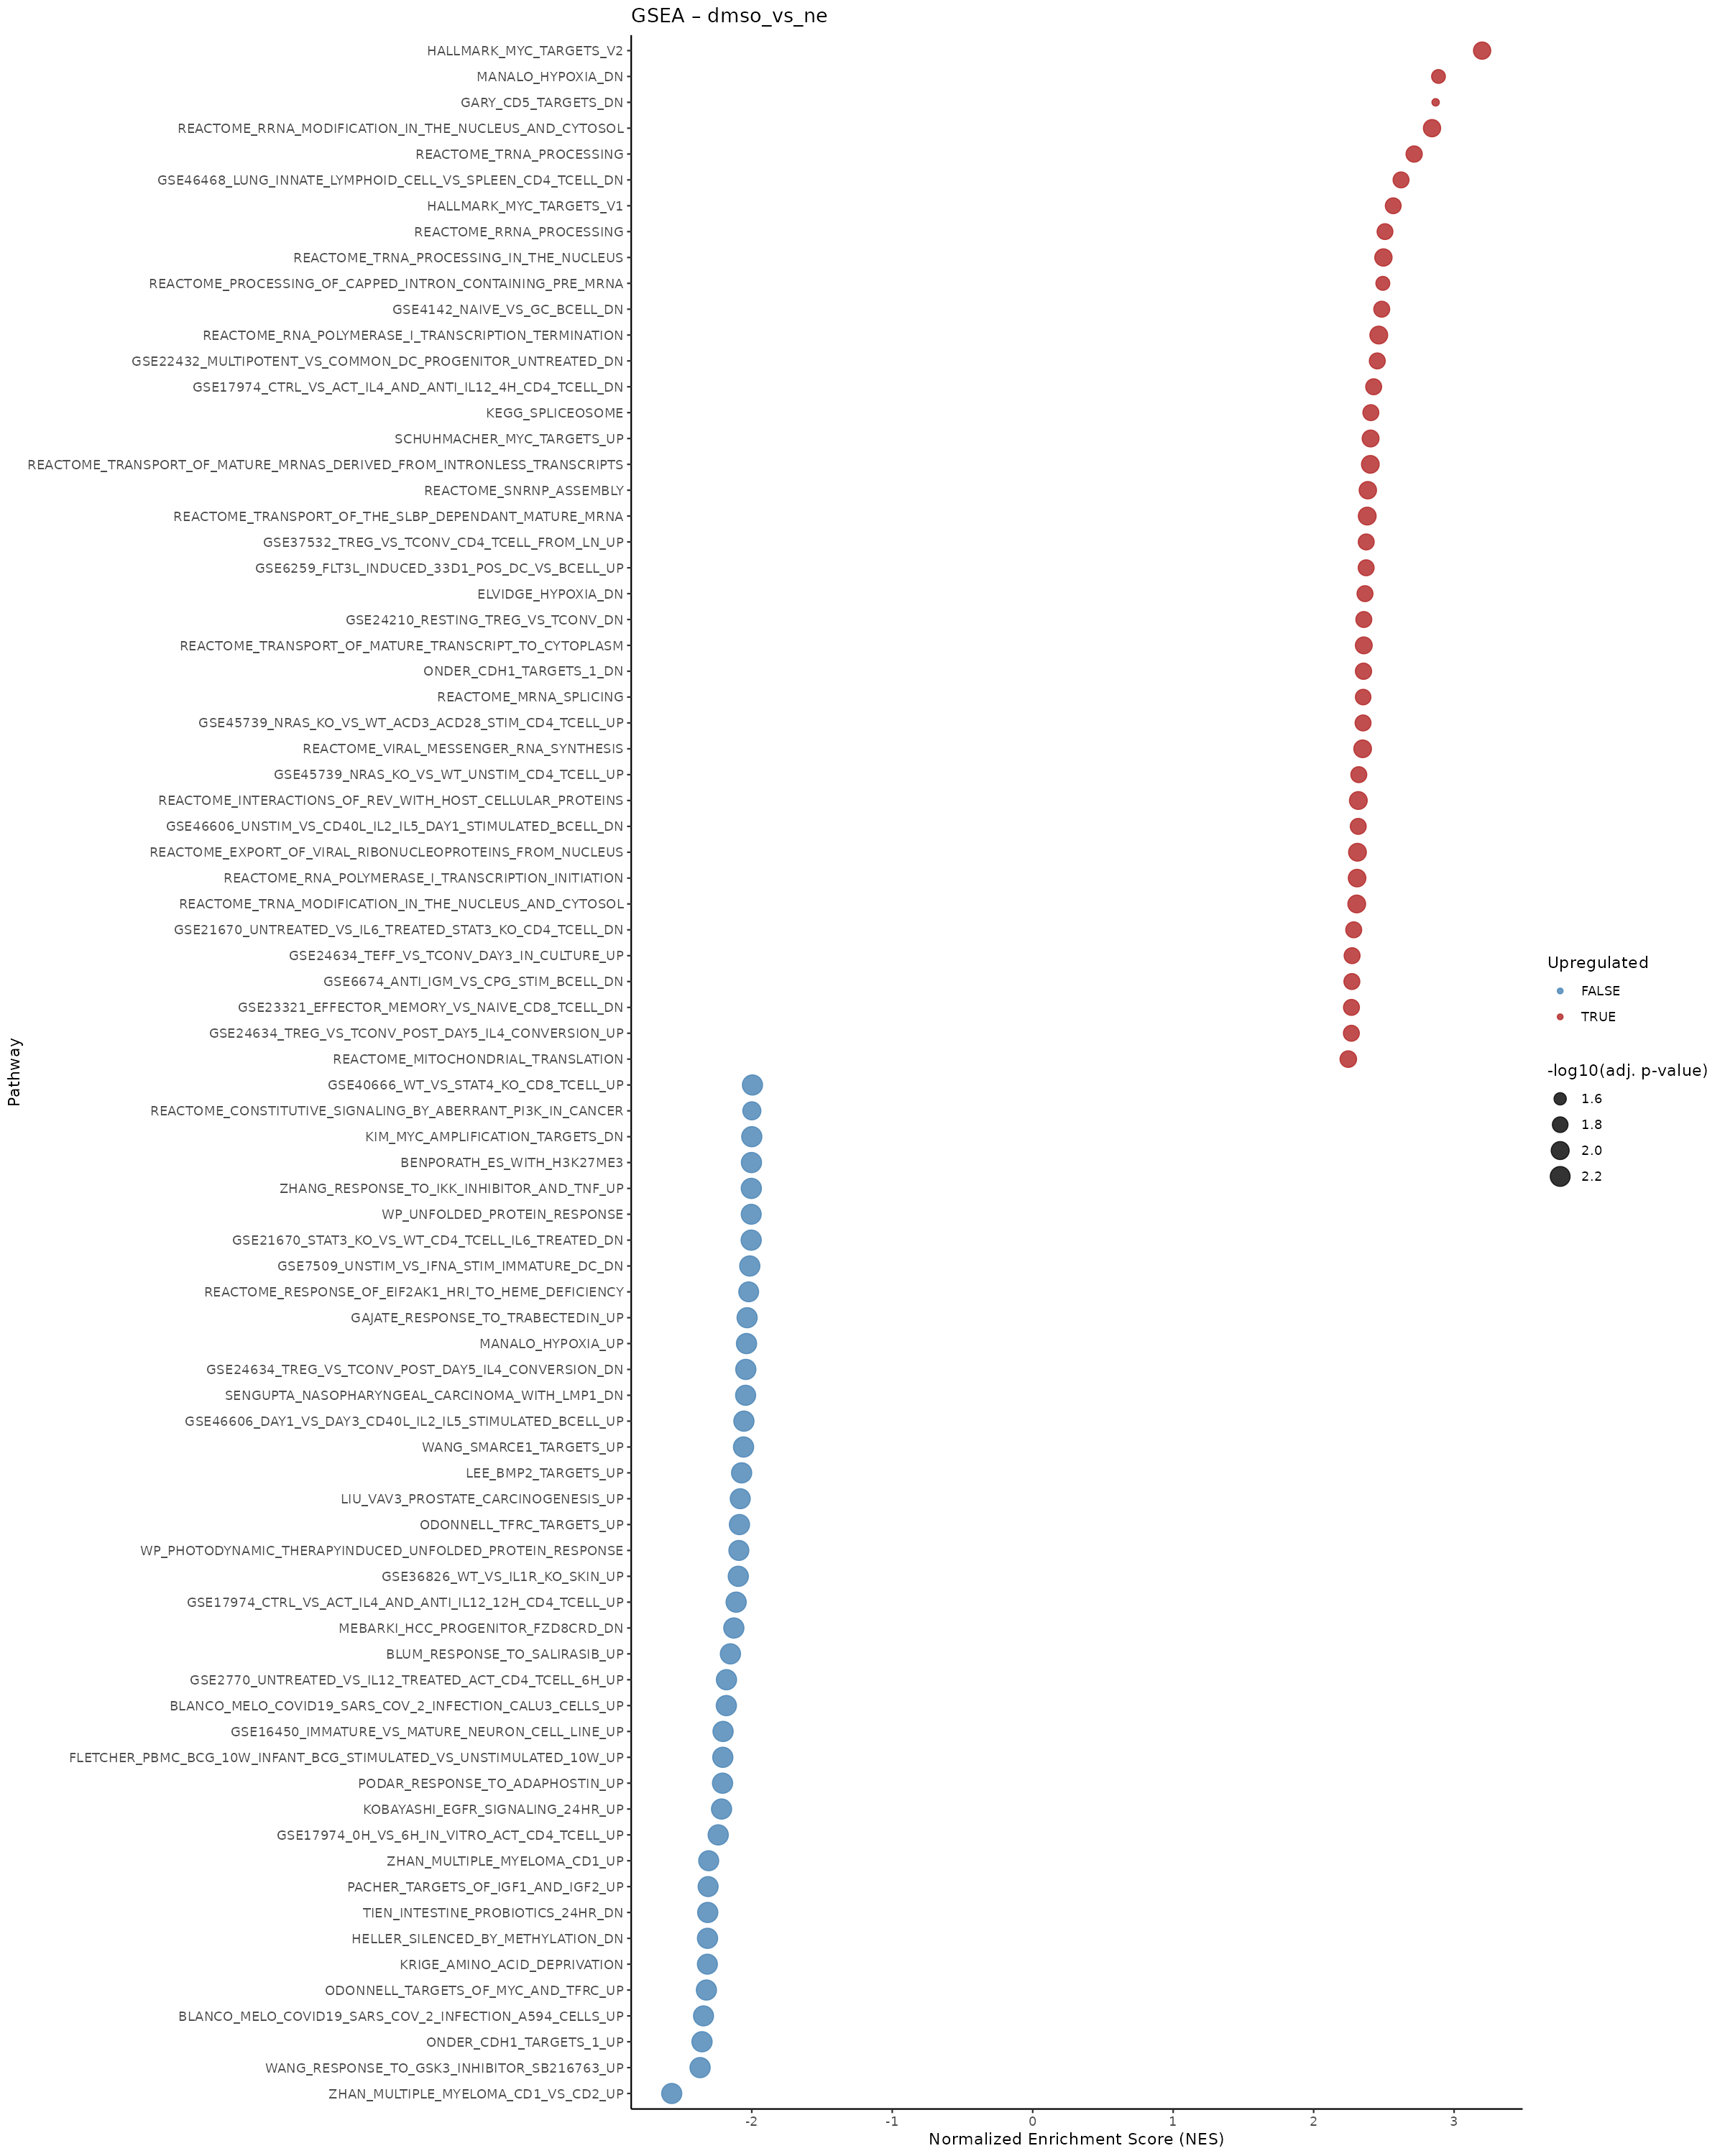 GSEA – dmso_vs_ne
HALLMARK_MYC_TARGETS_V2
MANALO_HYPOXIA_DN
GARY_CD5_TARGETS_DN
REACTOME_RRNA_MODIFICATION_IN_THE_NUCLEUS_AND_CYTOSOL
REACTOME_TRNA_PROCESSING
GSE46468_LUNG_INNATE_LYMPHOID_CELL_VS_SPLEEN_CD4_TCELL_DN
HALLMARK_MYC_TARGETS_V1
REACTOME_RRNA_PROCESSING
REACTOME_TRNA_PROCESSING_IN_THE_NUCLEUS
REACTOME_PROCESSING_OF_CAPPED_INTRON_CONTAINING_PRE_MRNA
GSE4142_NAIVE_VS_GC_BCELL_DN
REACTOME_RNA_POLYMERASE_I_TRANSCRIPTION_TERMINATION
GSE22432_MULTIPOTENT_VS_COMMON_DC_PROGENITOR_UNTREATED_DN
GSE17974_CTRL_VS_ACT_IL4_AND_ANTI_IL12_4H_CD4_TCELL_DN
KEGG_SPLICEOSOME
SCHUHMACHER_MYC_TARGETS_UP
REACTOME_TRANSPORT_OF_MATURE_MRNAS_DERIVED_FROM_INTRONLESS_TRANSCRIPTS
REACTOME_SNRNP_ASSEMBLY
REACTOME_TRANSPORT_OF_THE_SLBP_DEPENDANT_MATURE_MRNA
GSE37532_TREG_VS_TCONV_CD4_TCELL_FROM_LN_UP
GSE6259_FLT3L_INDUCED_33D1_POS_DC_VS_BCELL_UP
ELVIDGE_HYPOXIA_DN
GSE24210_RESTING_TREG_VS_TCONV_DN
REACTOME_TRANSPORT_OF_MATURE_TRANSCRIPT_TO_CYTOPLASM
ONDER_CDH1_TARGETS_1_DN
REACTOME_MRNA_SPLICING
GSE45739_NRAS_KO_VS_WT_ACD3_ACD28_STIM_CD4_TCELL_UP
REACTOME_VIRAL_MESSENGER_RNA_SYNTHESIS
GSE45739_NRAS_KO_VS_WT_UNSTIM_CD4_TCELL_UP
REACTOME_INTERACTIONS_OF_REV_WITH_HOST_CELLULAR_PROTEINS
GSE46606_UNSTIM_VS_CD40L_IL2_IL5_DAY1_STIMULATED_BCELL_DN
REACTOME_EXPORT_OF_VIRAL_RIBONUCLEOPROTEINS_FROM_NUCLEUS
REACTOME_RNA_POLYMERASE_I_TRANSCRIPTION_INITIATION
REACTOME_TRNA_MODIFICATION_IN_THE_NUCLEUS_AND_CYTOSOL
GSE21670_UNTREATED_VS_IL6_TREATED_STAT3_KO_CD4_TCELL_DN
GSE24634_TEFF_VS_TCONV_DAY3_IN_CULTURE_UP
GSE6674_ANTI_IGM_VS_CPG_STIM_BCELL_DN
GSE23321_EFFECTOR_MEMORY_VS_NAIVE_CD8_TCELL_DN
GSE24634_TREG_VS_TCONV_POST_DAY5_IL4_CONVERSION_UP
REACTOME_MITOCHONDRIAL_TRANSLATION
GSE40666_WT_VS_STAT4_KO_CD8_TCELL_UP
REACTOME_CONSTITUTIVE_SIGNALING_BY_ABERRANT_PI3K_IN_CANCER
KIM_MYC_AMPLIFICATION_TARGETS_DN
BENPORATH_ES_WITH_H3K27ME3
ZHANG_RESPONSE_TO_IKK_INHIBITOR_AND_TNF_UP
WP_UNFOLDED_PROTEIN_RESPONSE
GSE21670_STAT3_KO_VS_WT_CD4_TCELL_IL6_TREATED_DN
GSE7509_UNSTIM_VS_IFNA_STIM_IMMATURE_DC_DN
REACTOME_RESPONSE_OF_EIF2AK1_HRI_TO_HEME_DEFICIENCY
GAJATE_RESPONSE_TO_TRABECTEDIN_UP
MANALO_HYPOXIA_UP
GSE24634_TREG_VS_TCONV_POST_DAY5_IL4_CONVERSION_DN
SENGUPTA_NASOPHARYNGEAL_CARCINOMA_WITH_LMP1_DN
GSE46606_DAY1_VS_DAY3_CD40L_IL2_IL5_STIMULATED_BCELL_UP
WANG_SMARCE1_TARGETS_UP
LEE_BMP2_TARGETS_UP
LIU_VAV3_PROSTATE_CARCINOGENESIS_UP
ODONNELL_TFRC_TARGETS_UP
WP_PHOTODYNAMIC_THERAPYINDUCED_UNFOLDED_PROTEIN_RESPONSE
GSE36826_WT_VS_IL1R_KO_SKIN_UP
GSE17974_CTRL_VS_ACT_IL4_AND_ANTI_IL12_12H_CD4_TCELL_UP
MEBARKI_HCC_PROGENITOR_FZD8CRD_DN
BLUM_RESPONSE_TO_SALIRASIB_UP
GSE2770_UNTREATED_VS_IL12_TREATED_ACT_CD4_TCELL_6H_UP
BLANCO_MELO_COVID19_SARS_COV_2_INFECTION_CALU3_CELLS_UP
GSE16450_IMMATURE_VS_MATURE_NEURON_CELL_LINE_UP
FLETCHER_PBMC_BCG_10W_INFANT_BCG_STIMULATED_VS_UNSTIMULATED_10W_UP
PODAR_RESPONSE_TO_ADAPHOSTIN_UP
KOBAYASHI_EGFR_SIGNALING_24HR_UP
GSE17974_0H_VS_6H_IN_VITRO_ACT_CD4_TCELL_UP
ZHAN_MULTIPLE_MYELOMA_CD1_UP
PACHER_TARGETS_OF_IGF1_AND_IGF2_UP
TIEN_INTESTINE_PROBIOTICS_24HR_DN
HELLER_SILENCED_BY_METHYLATION_DN
KRIGE_AMINO_ACID_DEPRIVATION
ODONNELL_TARGETS_OF_MYC_AND_TFRC_UP
BLANCO_MELO_COVID19_SARS_COV_2_INFECTION_A594_CELLS_UP
ONDER_CDH1_TARGETS_1_UP
WANG_RESPONSE_TO_GSK3_INHIBITOR_SB216763_UP
ZHAN_MULTIPLE_MYELOMA_CD1_VS_CD2_UP
Pathway
-2 -1 0 1 2 3
Normalized Enrichment Score (NES)
Upregulated
FALSE
TRUE
-log10(adj. p-value)
1.6
1.8
2.0
2.2